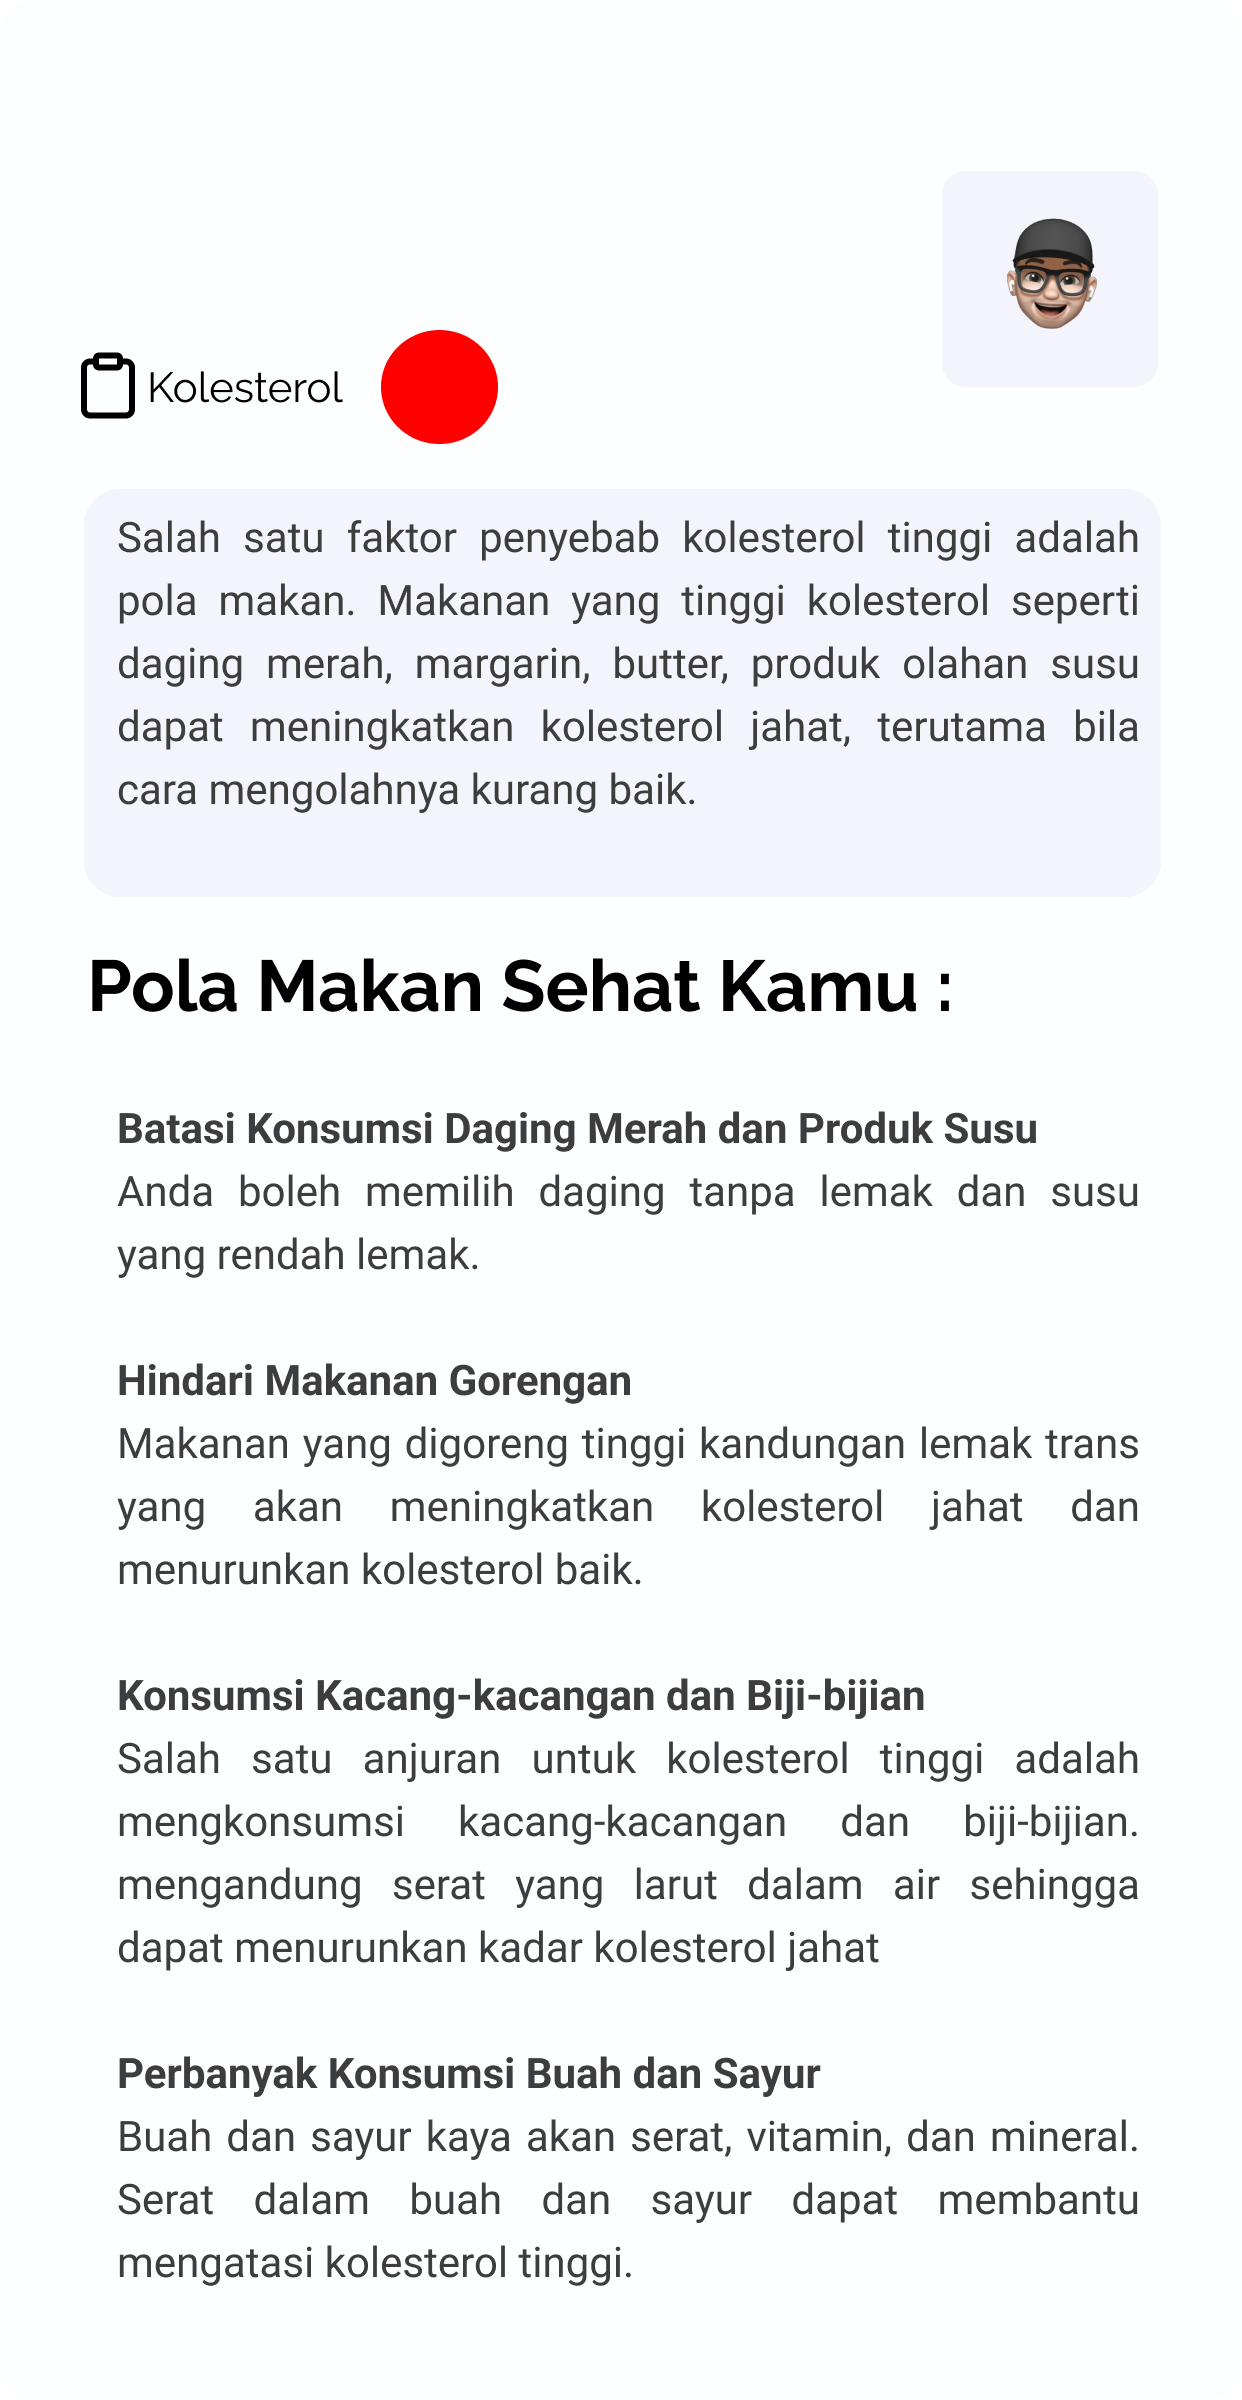 Kolesterol
Salah satu faktor penyebab kolesterol tinggi adalah
pola makan. Makanan yang tinggi kolesterol seperti
daging merah, margarin, butter, produk olahan susu
dapat meningkatkan kolesterol jahat, terutama bila
cara mengolahnya kurang baik.
Pola Makan Sehat Kamu :
Batasi Konsumsi Daging Merah dan Produk Susu
Anda boleh memilih daging tanpa lemak dan susu
yang rendah lemak.
Hindari Makanan Gorengan
Makanan yang digoreng tinggi kandungan lemak trans
yang akan meningkatkan kolesterol jahat dan
menurunkan kolesterol baik.
Konsumsi Kacang-kacangan dan Biji-bijian
Salah satu anjuran untuk kolesterol tinggi adalah
mengkonsumsi kacang-kacangan dan biji-bijian.
mengandung serat yang larut dalam air sehingga
dapat menurunkan kadar kolesterol jahat
Perbanyak Konsumsi Buah dan Sayur
Buah dan sayur kaya akan serat, vitamin, dan mineral.
Serat dalam buah dan sayur dapat membantu
mengatasi kolesterol tinggi.